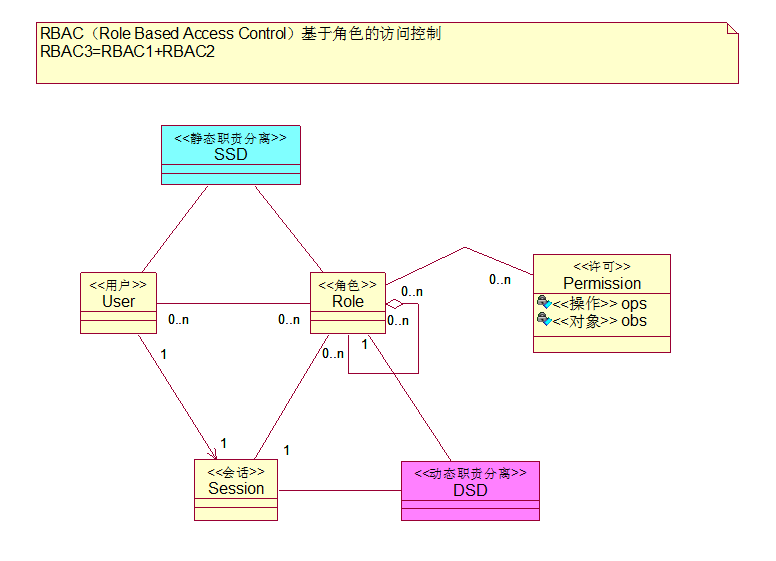 RBAC（Role Based Access Control）基于角色的访问控制
RBAC3=RBAC1+RBAC2
<<静态职责分离>>
SSD
<<用户>>
User
<<角色>>
Role
<<许可>>
Permission
<<操作>> ops
<<对象>> obs
0..n
0..n
0..n
0..n
0..n
0..n
1
1
1
1
<<会话>>
Session
<<动态职责分离>>
DSD